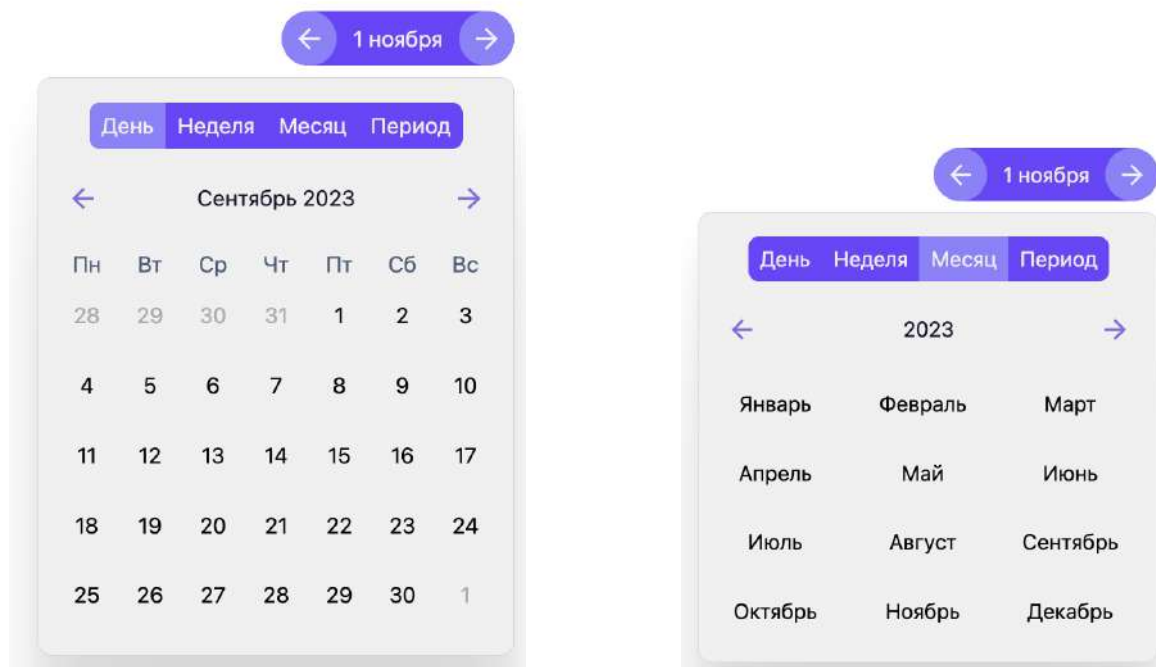 1 ноября
День Неделя Месяц Период
Сентябрь 2023
Пн Вт Ср Чт Пт Сб Вс
28 29 30 31 1 2 3
4 5 6 7 8 9 10
11 12 13 14 15 16 17
18 19 20 21 22 23 24
25 26 27 28 29 30 1
1 ноября
День Неделя Месяц Период
2023
Январь Февраль Март
Апрель Май Июнь
Июль Август Сентябрь
Октябрь Ноябрь Декабрь